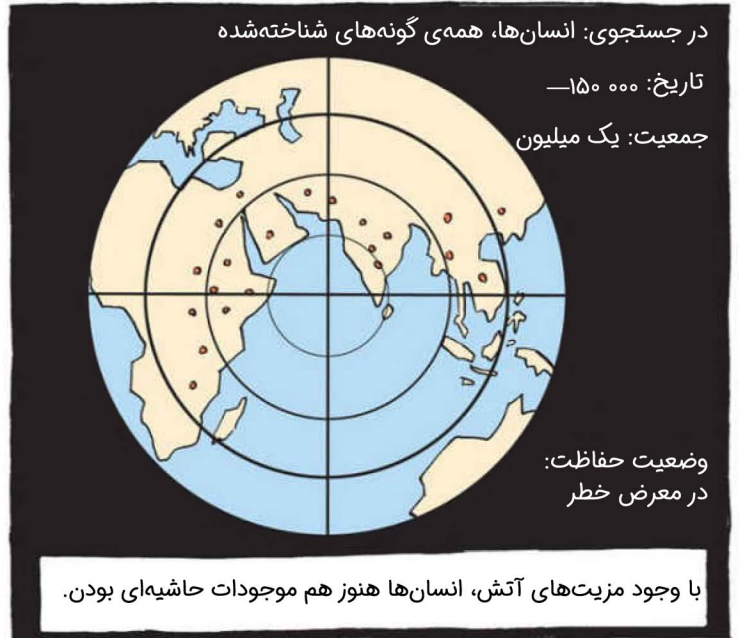 در جستجوی: انسان‌ها، همه‌ی گونه‌های شناخته‌شده
تاریخ: ۱۵۰ ۰۰۰—
جمعیت: یک میلیون
وضعیت حفاظت:
در معرض خطر
با وجود مزیت‌های آتش، انسان‌ها هنوز هم موجودات حاشیه‌ای بودن.